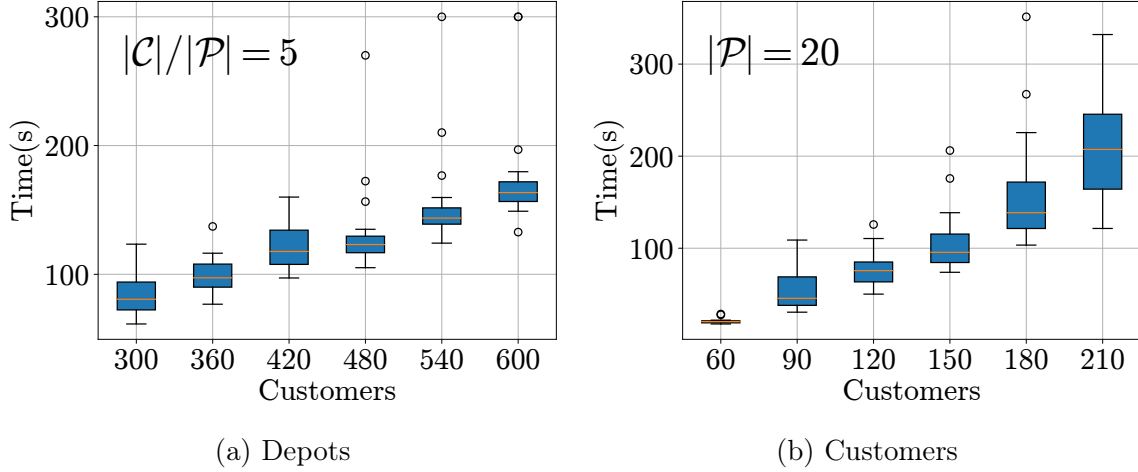 |C|/|P| = 5
300
200
100
Time(s)
300 360 420 480 540 600
Customers
(a) Depots
|P| = 20
300
200
100
Time(s)
60 90 120 150 180 210
Customers
(b) Customers